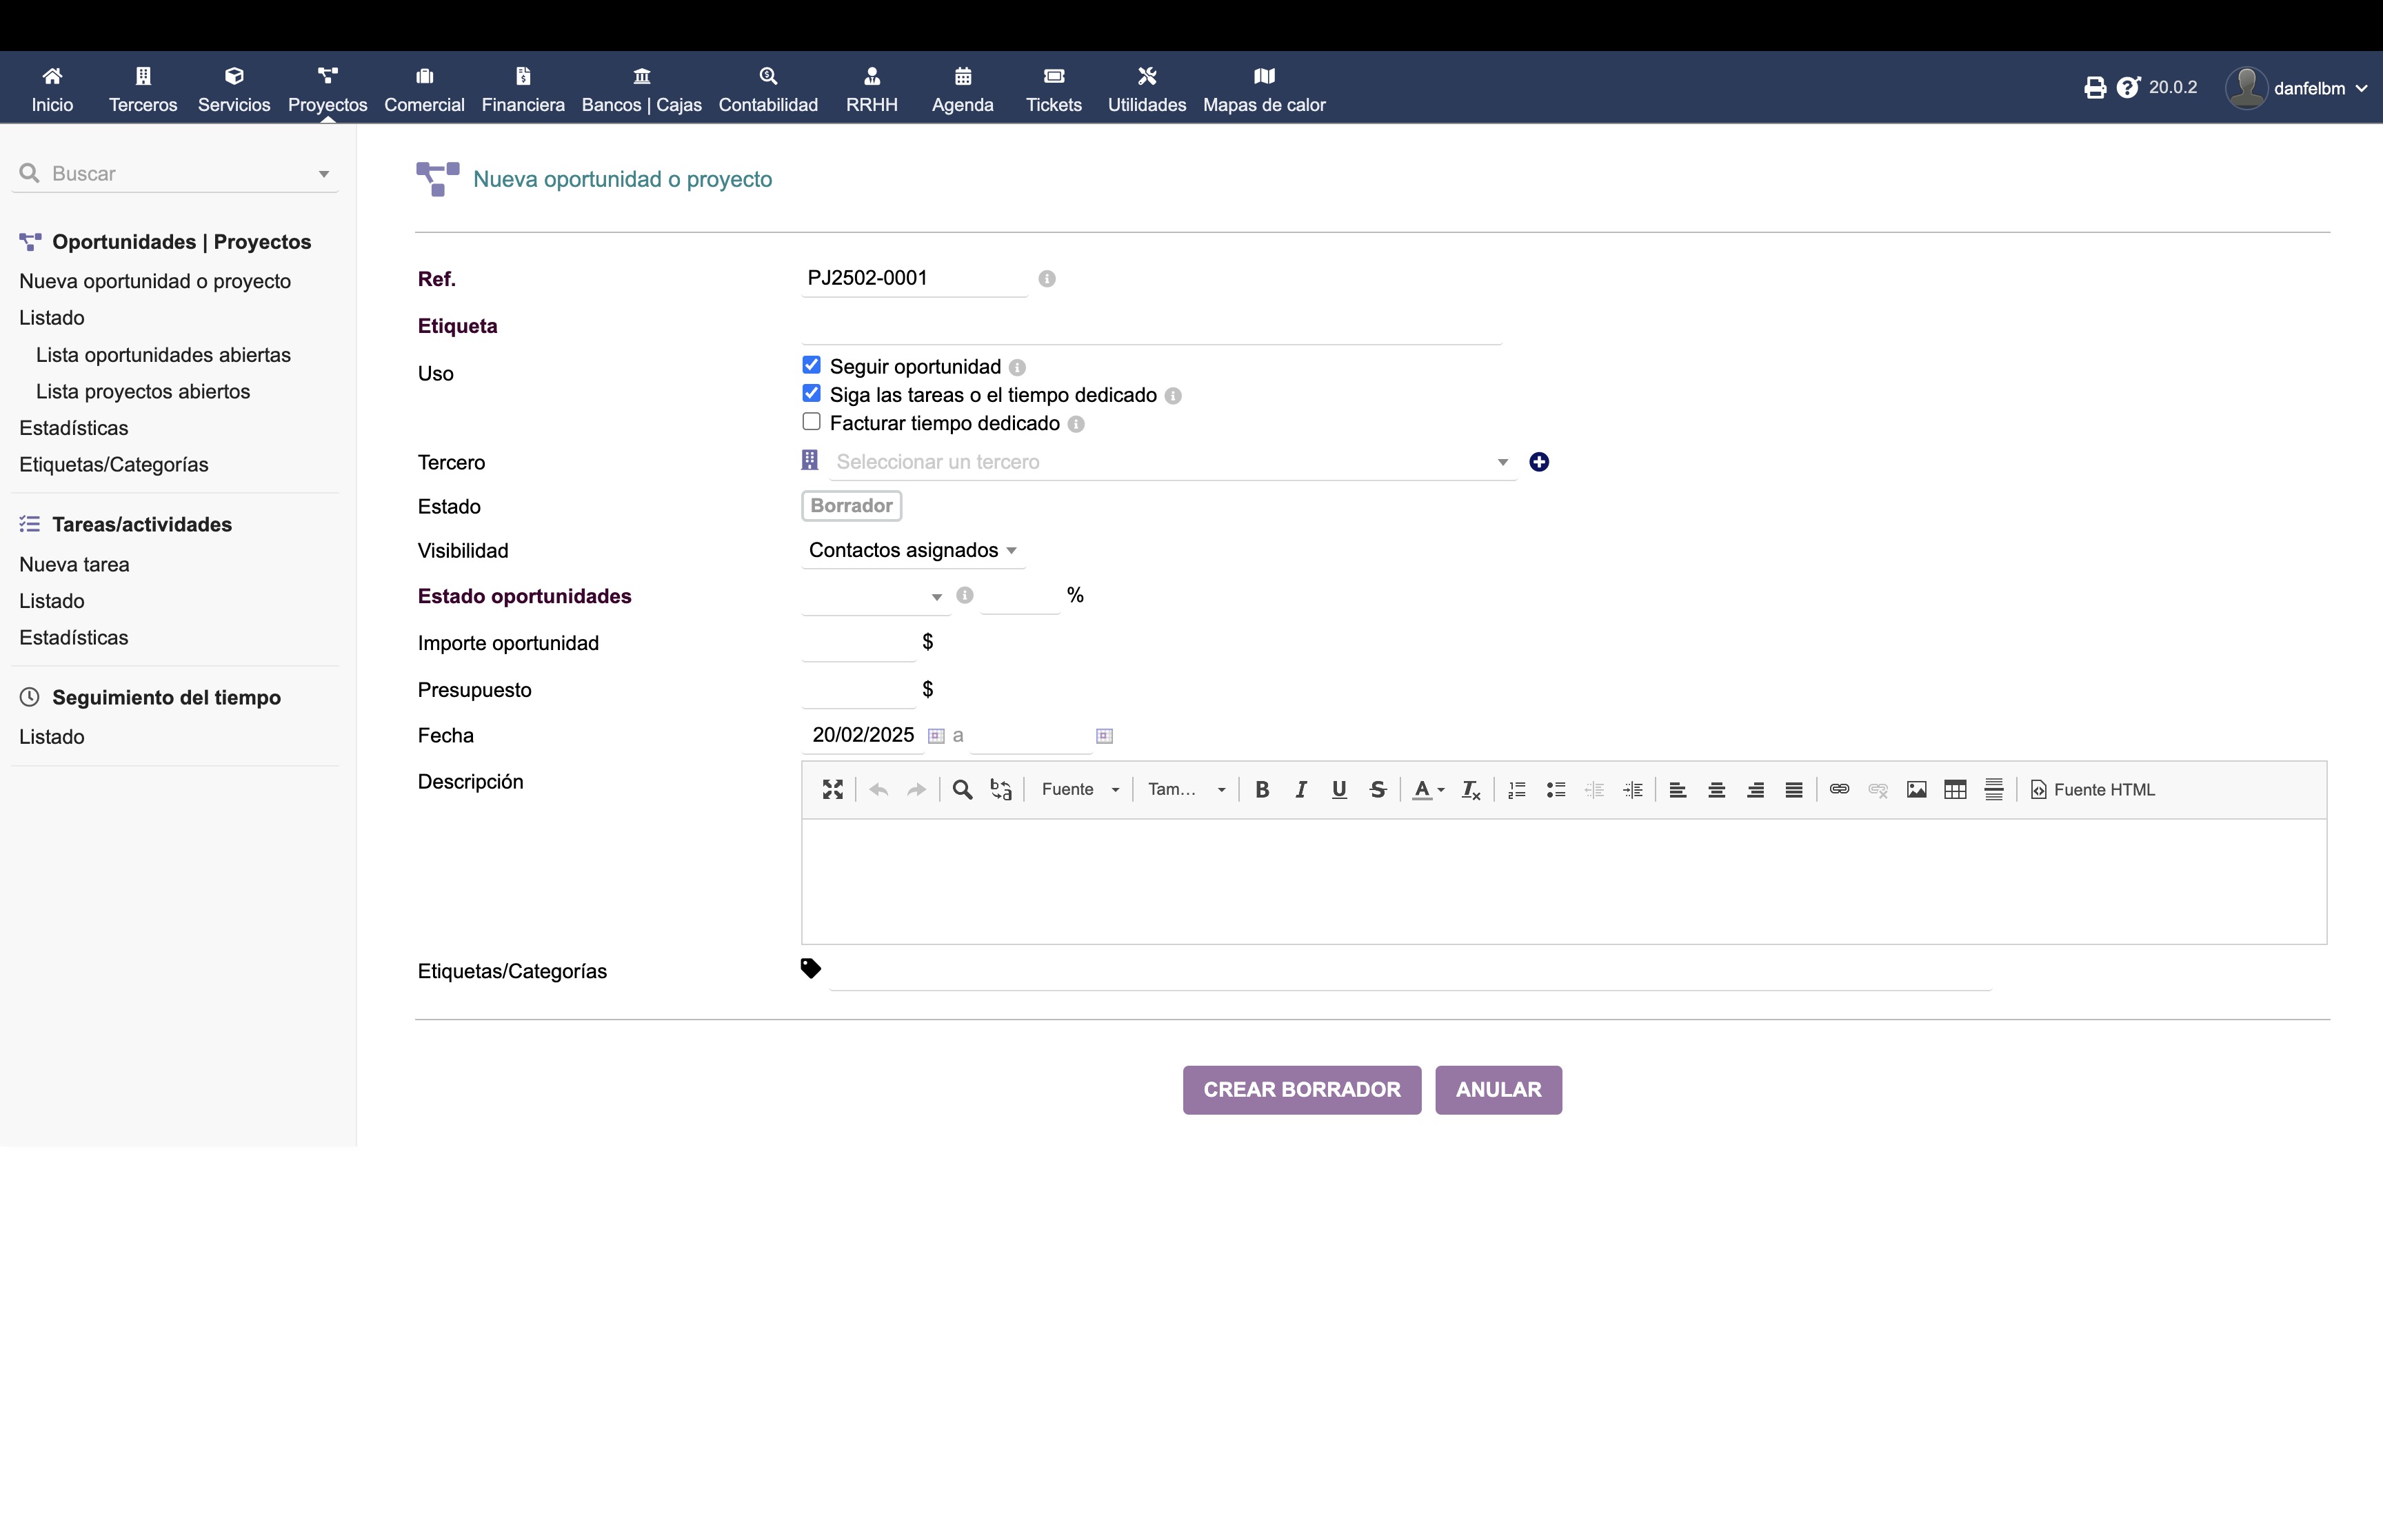 Inicio Terceros Servicios Proyectos Comercial Financiera Bancos | Cajas Contabilidad RRHH Agenda Tickets Utilidades Mapas de calor 20.0.2 danfelbm
Buscar
Oportunidades | Proyectos
Nueva oportunidad o proyecto
Listado
Lista oportunidades abiertas
Lista proyectos abiertos
Estadísticas
Etiquetas/Categorías
Tareas/actividades
Nueva tarea
Listado
Estadísticas
Seguimiento del tiempo
Listado
Nueva oportunidad o proyecto
Ref. PJ2502-0001
Etiqueta
Uso Seguir oportunidad
Siga las tareas o el tiempo dedicado
Facturar tiempo dedicado
Tercero Seleccionar un tercero
Estado Borrador
Visibilidad Contactos asignados
Estado oportunidades %
Importe oportunidad $
Presupuesto $
Fecha 20/02/2025 a
Descripción Fuente Tam... Fuente HTML
Etiquetas/Categorías
CREAR BORRADOR ANULAR